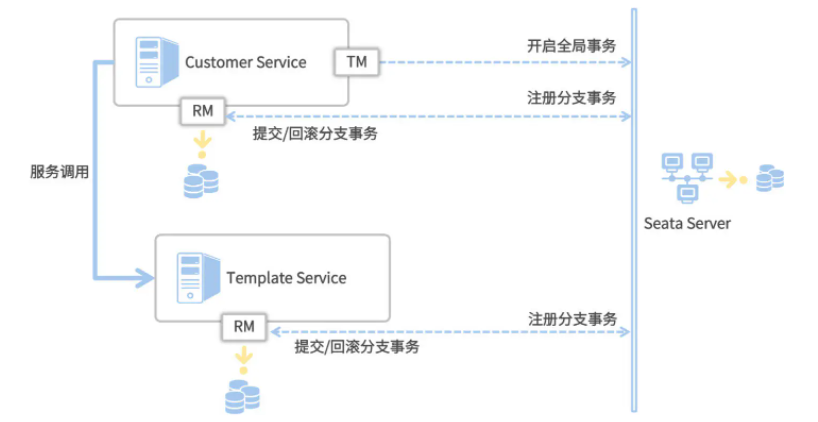 开启全局事务
Customer Service
TM
注册分支事务
RM
提交/回滚分支事务
服务调用
Seata Server
Template Service
注册分支事务
RM
提交/回滚分支事务